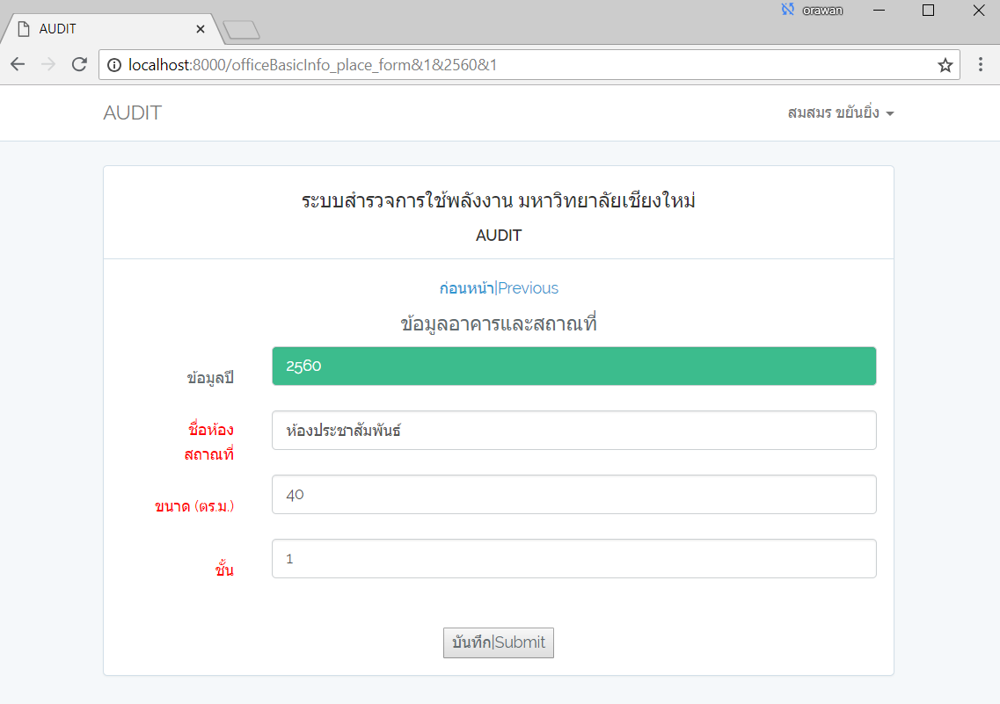 orawan
AUDIT
localhost:8000/officeBasicInfo_place_form&1&2560&1
AUDIT
สมสมร ขยันยิ่ง
ระบบสำรวจการใช้พลังงาน มหาวิทยาลัยเชียงใหม่
AUDIT
ก่อนหน้า|Previous
ข้อมูลอาคารและสถาณที่
ข้อมูลปี
2560
ชื่อห้อง
สถาณที่
ห้องประชาสัมพันธ์
ขนาด (ตร.ม.)
40
ชั้น
1
บันทึก|Submit